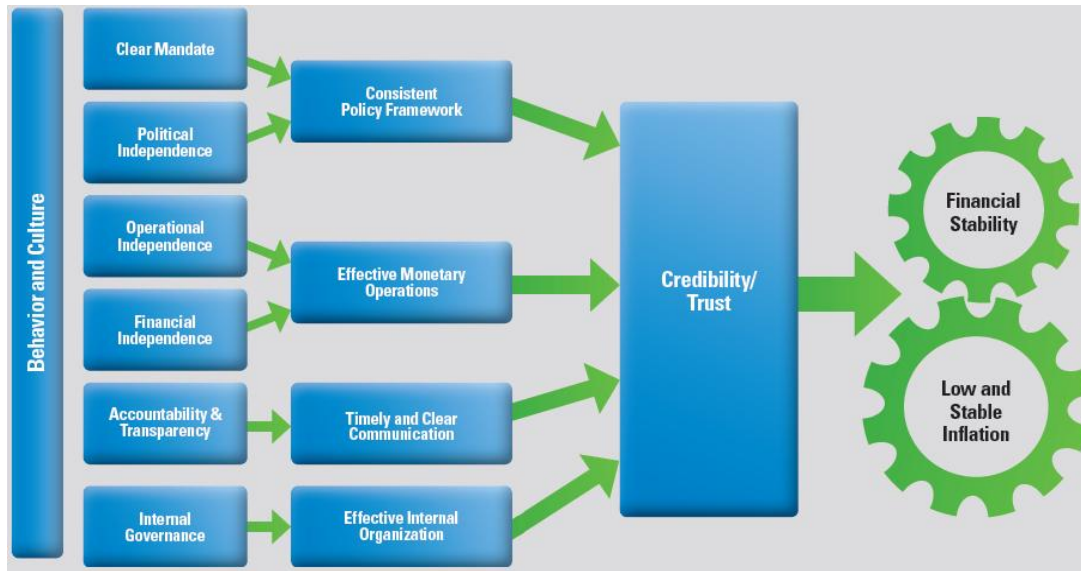 Behavior and Culture
Clear Mandate
Political
Independence
Operational
Independence
Financial
Independence
Accountability &
Transparency
Internal
Governance
Consistent
Policy Framework
Effective Monetary
Operations
Timely and Clear
Communication
Effective Internal
Organization
Credibility/
Trust
Financial
Stability
Low and
Stable
Inflation